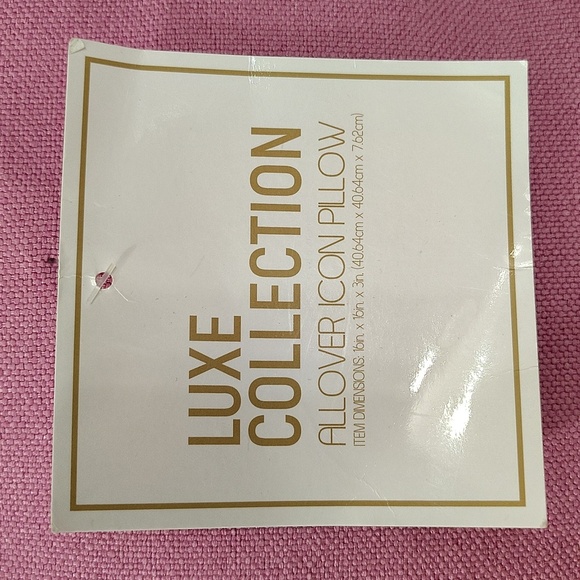 LUXE
COLLECTION
ALLOVER ICON PILLOW
ITEM DIMENSIONS: 16in. x 16in. x 3in. (40.64cm x 40.64cm x 7.62cm)